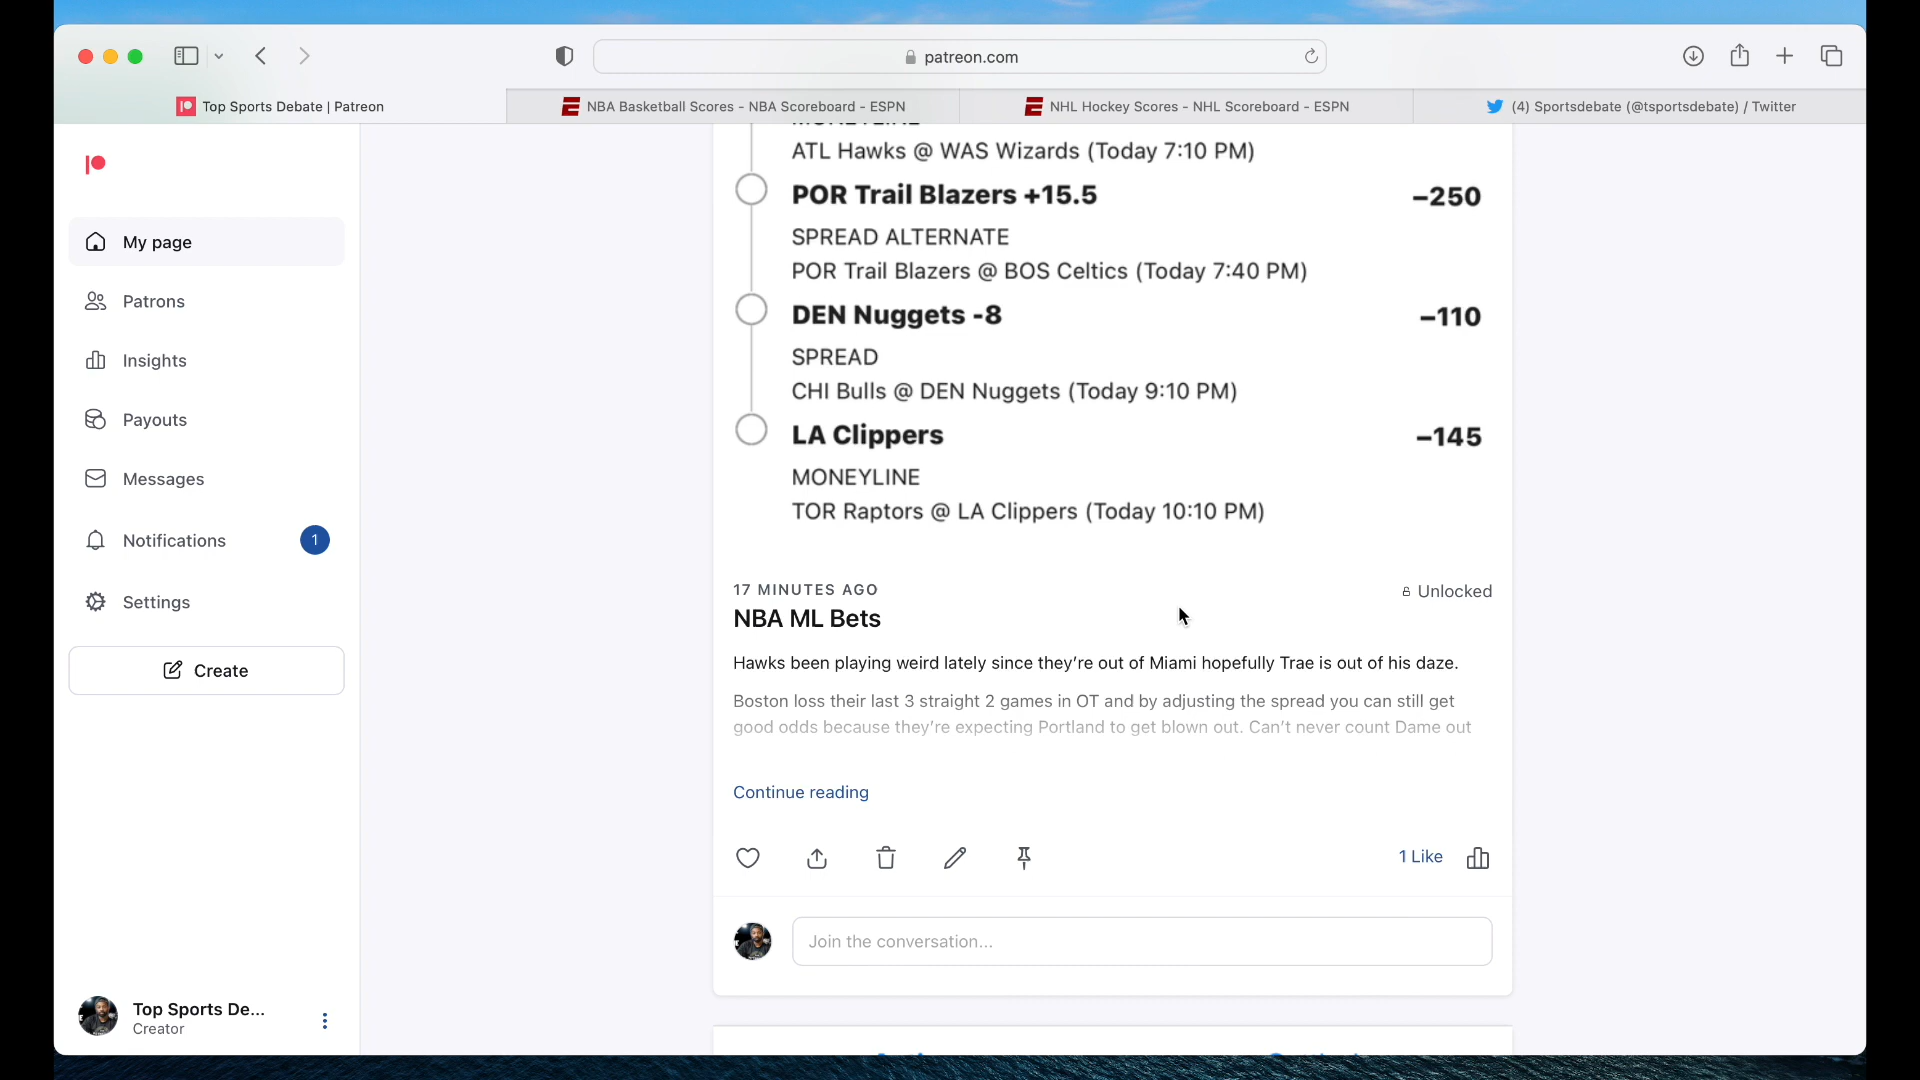 patreon.com
Top Sports Debate | Patreon
NBA Basketball Scores - NBA Scoreboard - ESPN
NHL Hockey Scores - NHL Scoreboard - ESPN
(4) Sportsdebate (@tsportsdebate) / Twitter
My page
Patrons
Insights
Payouts
Messages
Notifications 1
Settings
Create
Top Sports De...
Creator
ATL Hawks @ WAS Wizards (Today 7:10 PM)
POR Trail Blazers +15.5 −250
SPREAD ALTERNATE
POR Trail Blazers @ BOS Celtics (Today 7:40 PM)
DEN Nuggets -8 −110
SPREAD
CHI Bulls @ DEN Nuggets (Today 9:10 PM)
LA Clippers −145
MONEYLINE
TOR Raptors @ LA Clippers (Today 10:10 PM)
17 MINUTES AGO Unlocked
NBA ML Bets
Hawks been playing weird lately since they’re out of Miami hopefully Trae is out of his daze.
Boston loss their last 3 straight 2 games in OT and by adjusting the spread you can still get
good odds because they’re expecting Portland to get blown out. Can’t never count Dame out
Continue reading
1 Like
Join the conversation...